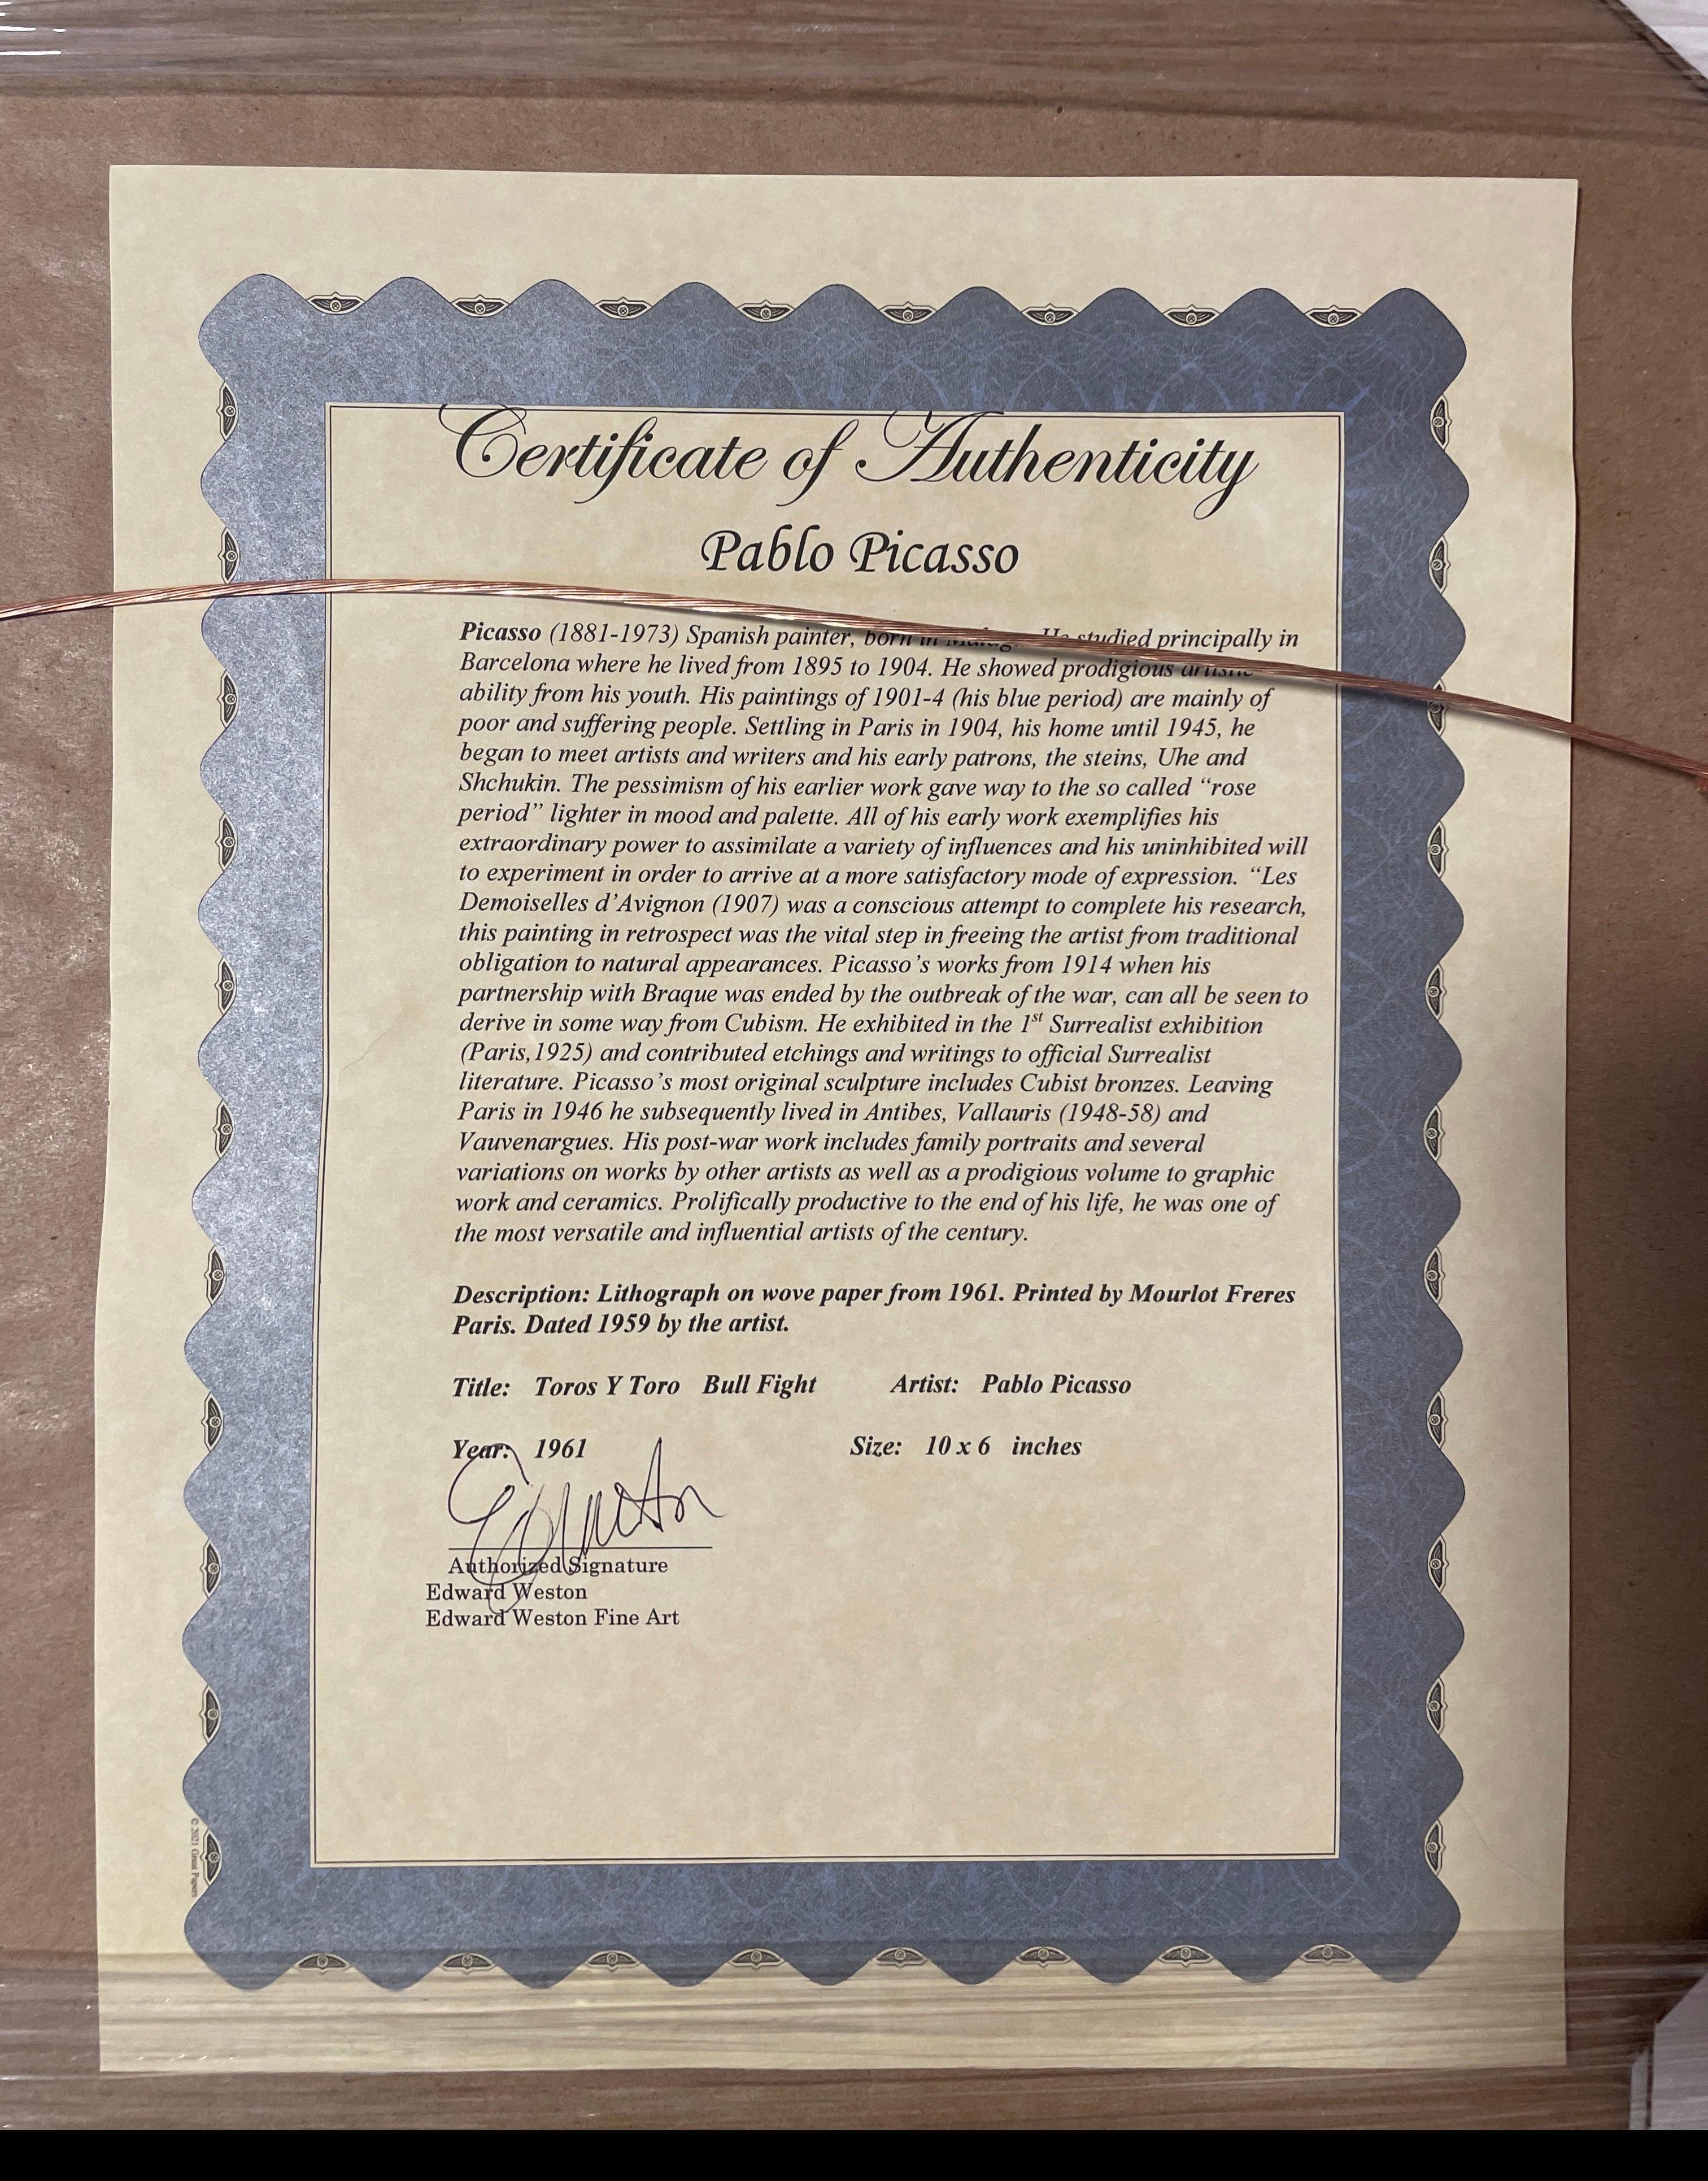 Certificate of Authenticity
Pablo Picasso
Picasso (1881-1973) Spanish painter, born in He studied principally in
Barcelona where he lived from 1895 to 1904. He showed prodigious artistic
ability from his youth. His paintings of 1901-4 (his blue period) are mainly of
poor and suffering people. Settling in Paris in 1904, his home until 1945, he
began to meet artists and writers and his early patrons, the steins, Uhe and
Shchukin. The pessimism of his earlier work gave way to the so called “rose
period” lighter in mood and palette. All of his early work exemplifies his
extraordinary power to assimilate a variety of influences and his uninhibited will
to experiment in order to arrive at a more satisfactory mode of expression. “Les
Demoiselles d’Avignon (1907) was a conscious attempt to complete his research,
this painting in retrospect was the vital step in freeing the artist from traditional
obligation to natural appearances. Picasso’s works from 1914 when his
partnership with Braque was ended by the outbreak of the war, can all be seen to
derive in some way from Cubism. He exhibited in the 1st Surrealist exhibition
(Paris,1925) and contributed etchings and writings to official Surrealist
literature. Picasso’s most original sculpture includes Cubist bronzes. Leaving
Paris in 1946 he subsequently lived in Antibes, Vallauris (1948-58) and
Vauvenargues. His post-war work includes family portraits and several
variations on works by other artists as well as a prodigious volume to graphic
work and ceramics. Prolifically productive to the end of his life, he was one of
the most versatile and influential artists of the century.
Description: Lithograph on wove paper from 1961. Printed by Mourlot Freres
Paris. Dated 1959 by the artist.
Title: Toros Y Toro Bull Fight Artist: Pablo Picasso
Year: 1961 Size: 10 x 6 inches
Authorized Signature
Edward Weston
Edward Weston Fine Art
© 2021 Great Papers